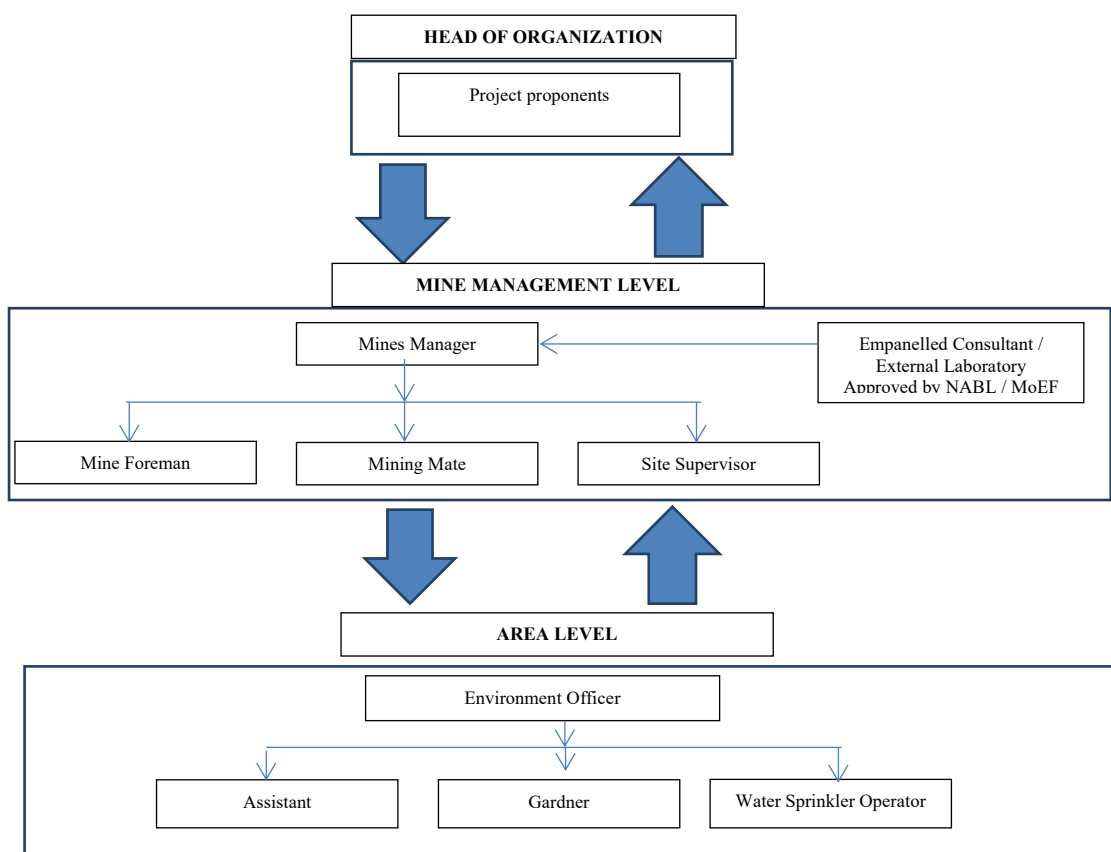 HEAD OF ORGANIZATION
Project proponents
MINE MANAGEMENT LEVEL
Mines Manager
Empanelled Consultant /
External Laboratory
Approved by NABL / MoEF
Mine Foreman
Mining Mate
Site Supervisor
AREA LEVEL
Environment Officer
Assistant
Gardner
Water Sprinkler Operator